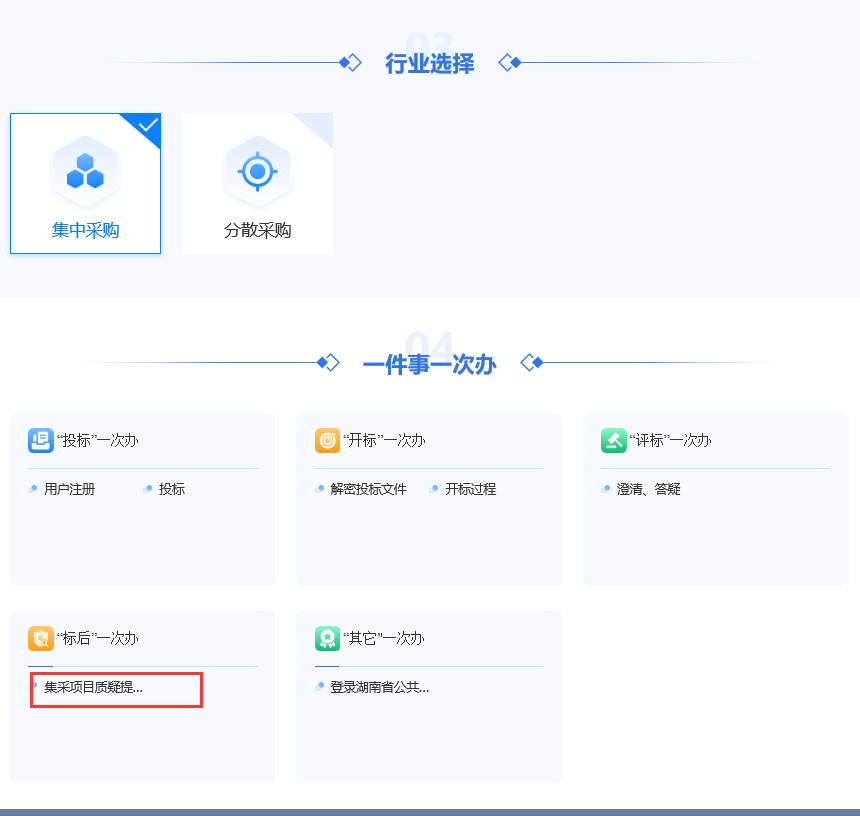 03
行业选择
集中采购
分散采购
04
一件事一次办
“投标”一次办
用户注册
投标
“开标”一次办
解密投标文件
开标过程
“评标”一次办
澄清、答疑
“标后”一次办
集采项目质疑提...
“其它”一次办
登录湖南省公共...